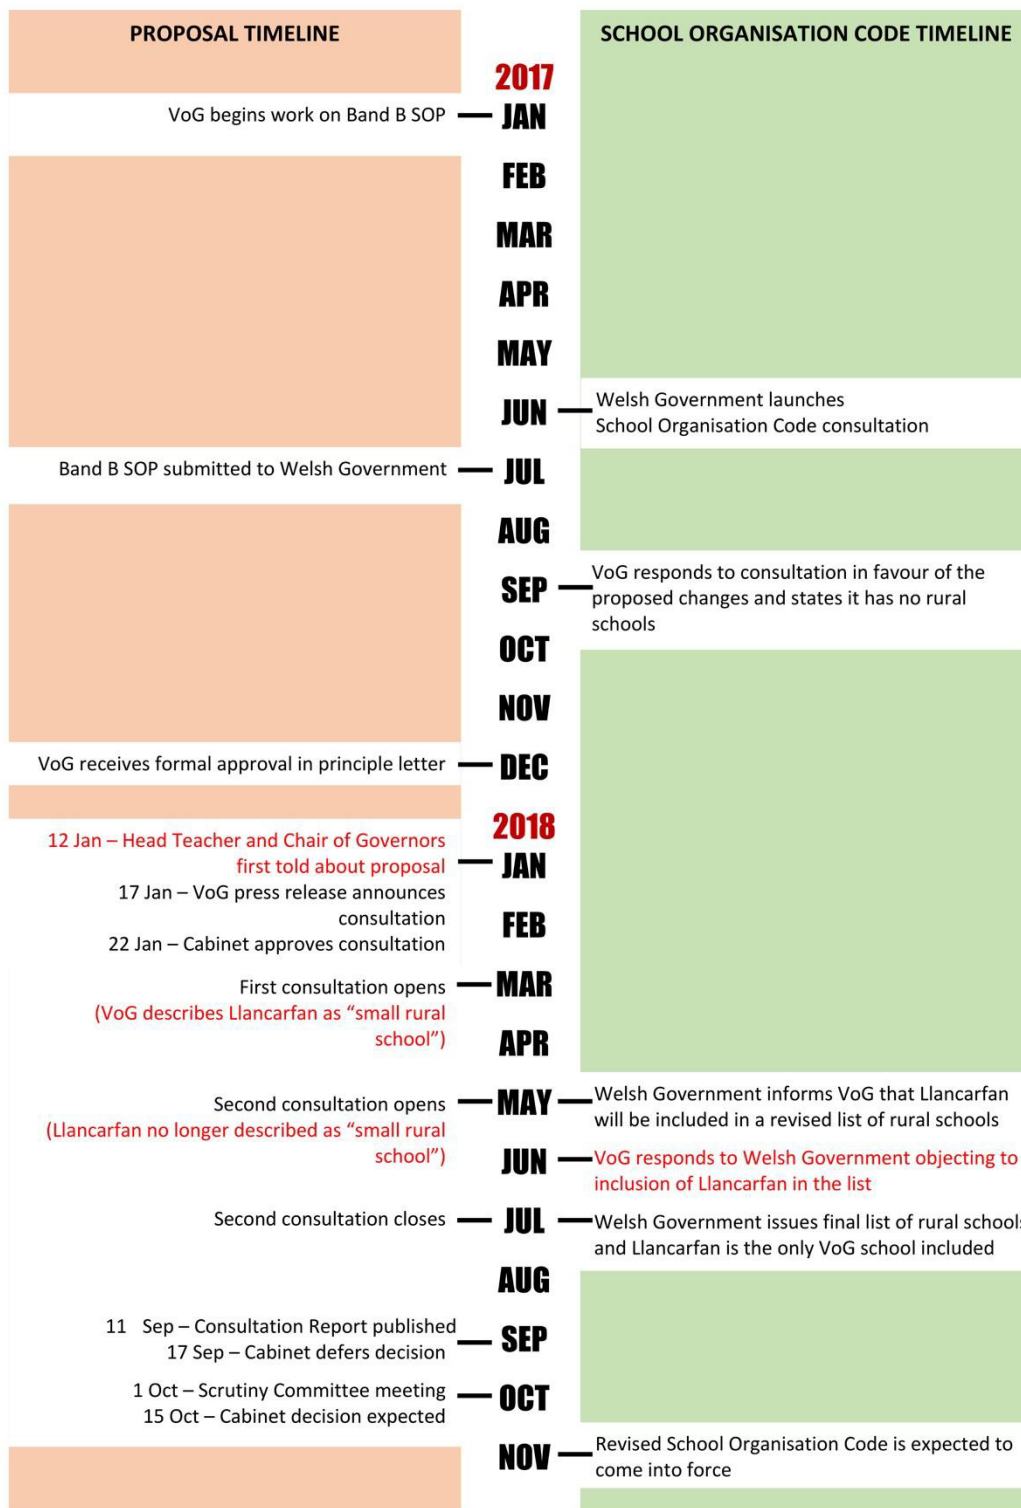 PROPOSAL TIMELINE
SCHOOL ORGANISATION CODE TIMELINE
2017
VoG begins work on Band B SOP
JAN
FEB
MAR
APR
MAY
JUN
Welsh Government launches
School Organisation Code consultation
Band B SOP submitted to Welsh Government
JUL
AUG
SEP
VoG responds to consultation in favour of the
proposed changes and states it has no rural
schools
OCT
NOV
VoG receives formal approval in principle letter
DEC
2018
12 Jan – Head Teacher and Chair of Governors
first told about proposal
JAN
17 Jan – VoG press release announces
consultation
22 Jan – Cabinet approves consultation
FEB
First consultation opens
(VoG describes Llancarfan as “small rural
school”)
MAR
APR
Second consultation opens
(Llancarfan no longer described as “small rural
school”)
MAY
Welsh Government informs VoG that Llancarfan
will be included in a revised list of rural schools
JUN
VoG responds to Welsh Government objecting to
inclusion of Llancarfan in the list
Second consultation closes
JUL
Welsh Government issues final list of rural schools
and Llancarfan is the only VoG school included
AUG
11 Sep – Consultation Report published
17 Sep – Cabinet defers decision
SEP
1 Oct – Scrutiny Committee meeting
15 Oct – Cabinet decision expected
OCT
NOV
Revised School Organisation Code is expected to
come into force